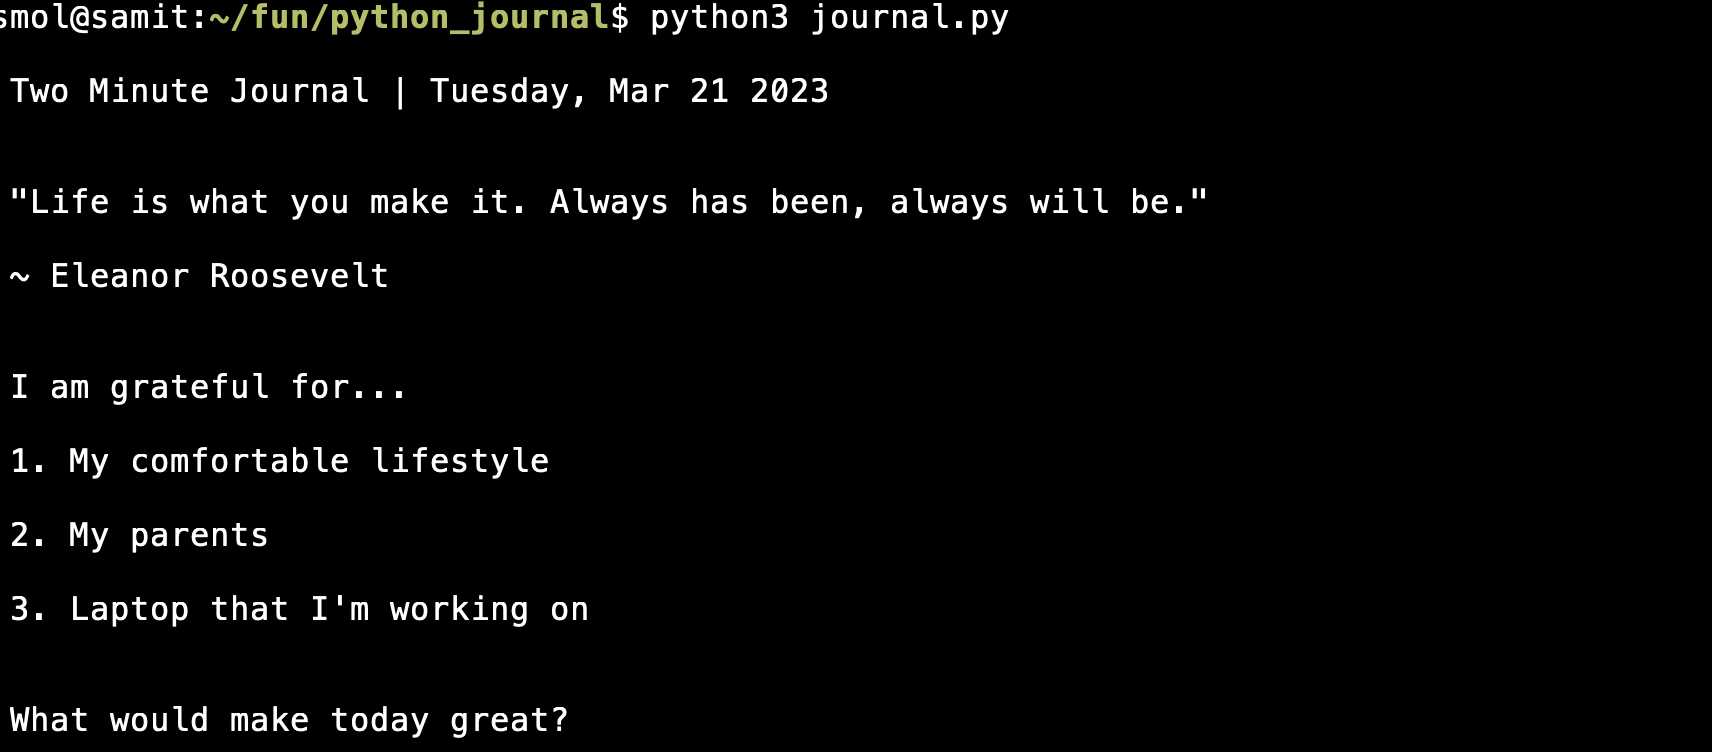 smol@samit:~/fun/python_journal$ python3 journal.py
Two Minute Journal | Tuesday, Mar 21 2023
"Life is what you make it. Always has been, always will be."
~ Eleanor Roosevelt
I am grateful for...
1. My comfortable lifestyle
2. My parents
3. Laptop that I'm working on
What would make today great?